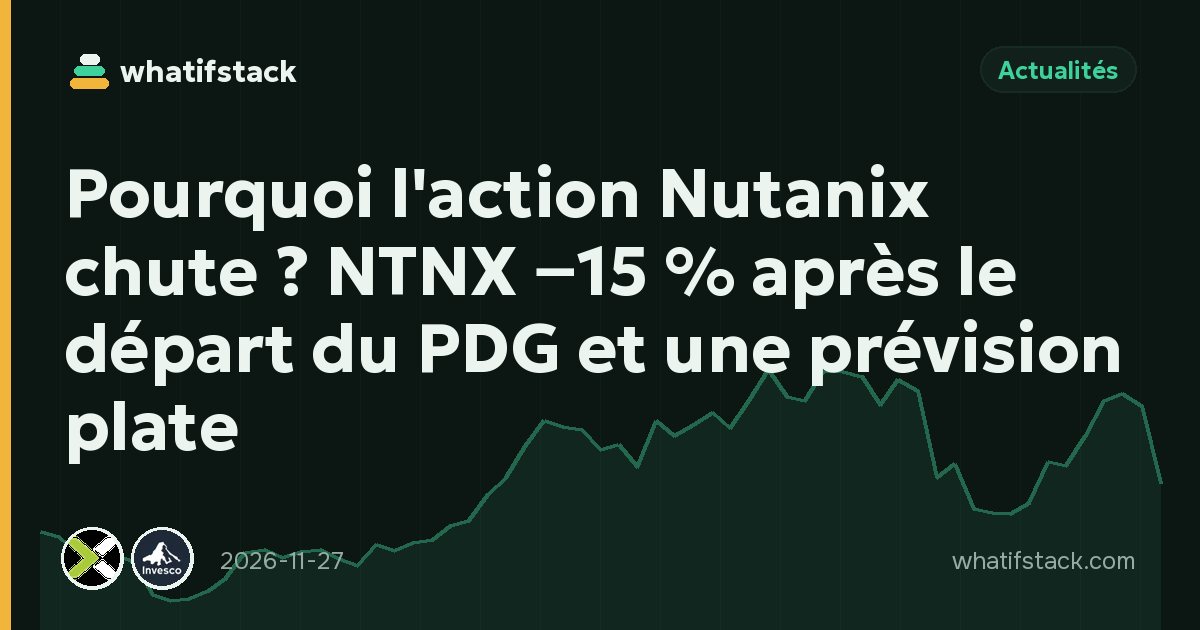 whatifstack
Actualités
Pourquoi l'action Nutanix
chute ? NTNX −15 % après le
départ du PDG et une prévision
plate
Invesco
2026-11-27
whatifstack.com